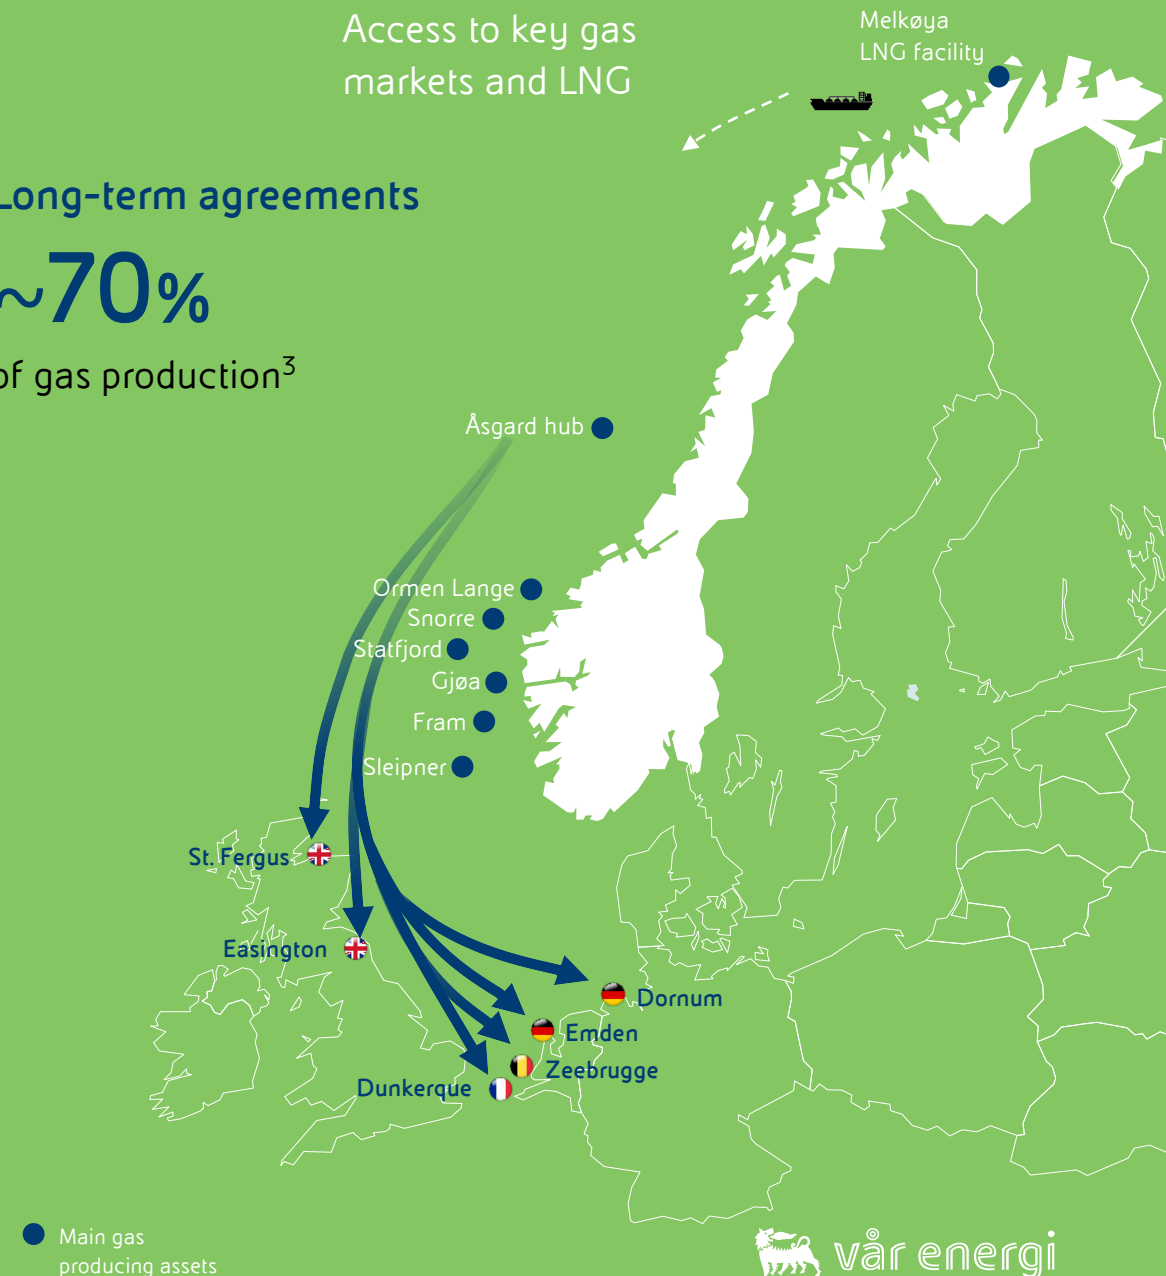 Access to key gas
markets and LNG
Melkøya
LNG facility
Long-term agreements
~70%
of gas production³
Åsgard hub
Ormen Lange
Snorre
Statfjord
Gjøa
Fram
Sleipner
St. Fergus
Easington
Dornum
Emden
Zeebrugge
Dunkerque
Main gas
producing assets
vår energi